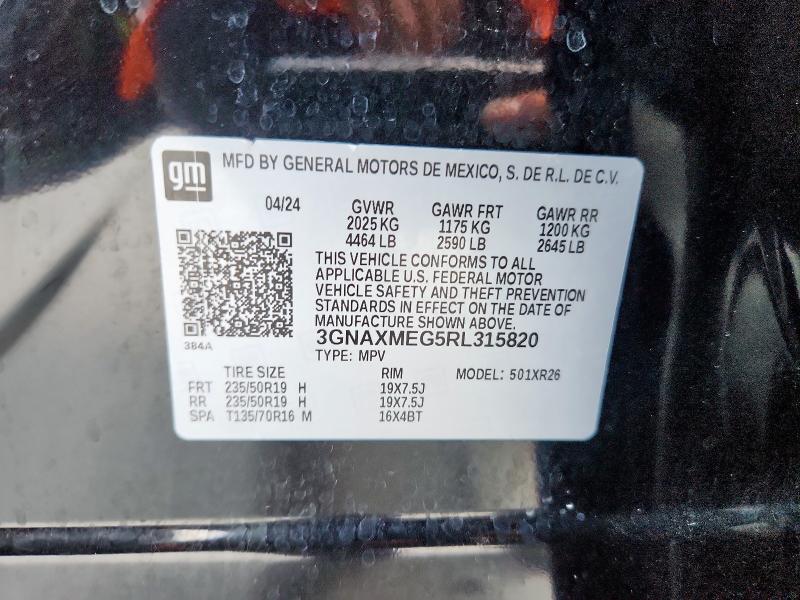 gm
MFD BY GENERAL MOTORS DE MEXICO, S. DE R.L. DE C.V.
04/24 GVWR GAWR FRT GAWR RR
2025 KG 1175 KG 1200 KG
4464 LB 2590 LB 2645 LB
THIS VEHICLE CONFORMS TO ALL
APPLICABLE U.S. FEDERAL MOTOR
VEHICLE SAFETY AND THEFT PREVENTION
STANDARDS IN EFFECT ON THE DATE OF
MANUFACTURE SHOWN ABOVE.
384A
3GNAXMEG5RL315820
TYPE: MPV
TIRE SIZE RIM MODEL: 501XR26
FRT 235/50R19 H 19X7.5J
RR 235/50R19 H 19X7.5J
SPA T135/70R16 M 16X4BT